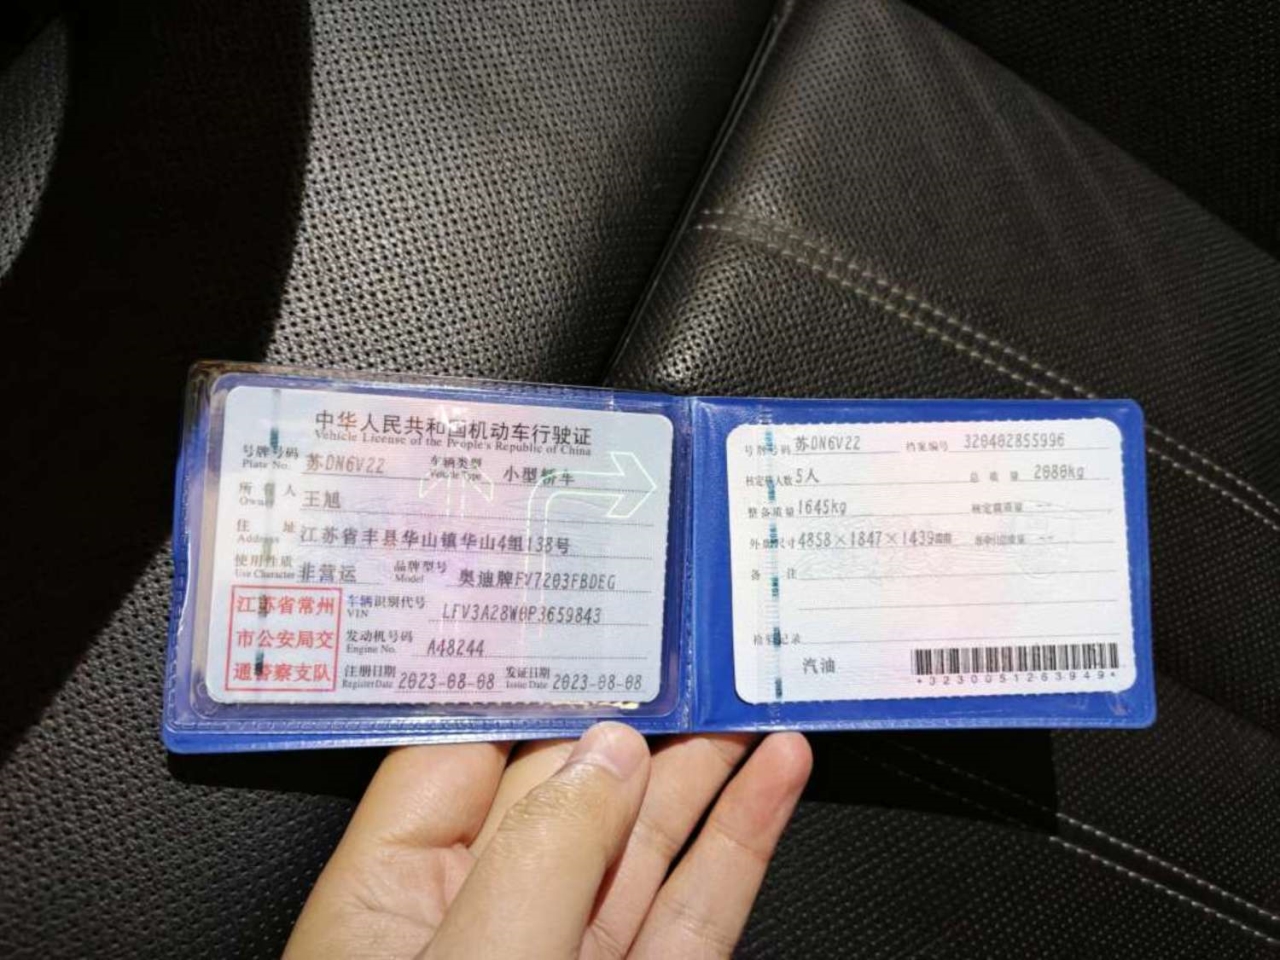 中华人民共和国机动车行驶证
Vehicle License of the People's Republic of China
号牌号码 苏DN6V22 车辆类型 小型轿车
Plate No. Vehicle Type
所有人 王旭
Owner
住址 江苏省丰县华山镇华山4组138号
Address
使用性质 非营运 品牌型号 奥迪牌FV7203FBDEG
Use Character Model
江苏省常州
市公安局交
通警察支队
车辆识别代号 LFV3A28W0P3659843
VIN
发动机号码 A48244
Engine No.
注册日期 2023-08-08 发证日期 2023-08-08
Register Date Issue Date
号牌号码 苏DN6V22 档案编号 320402855996
核定载人数 5人 总质量 2080kg
整备质量 1645kg 核定载质量 --
外廓尺寸 4858×1847×1439mm --
备注
检验记录
汽油
*3230051263949*